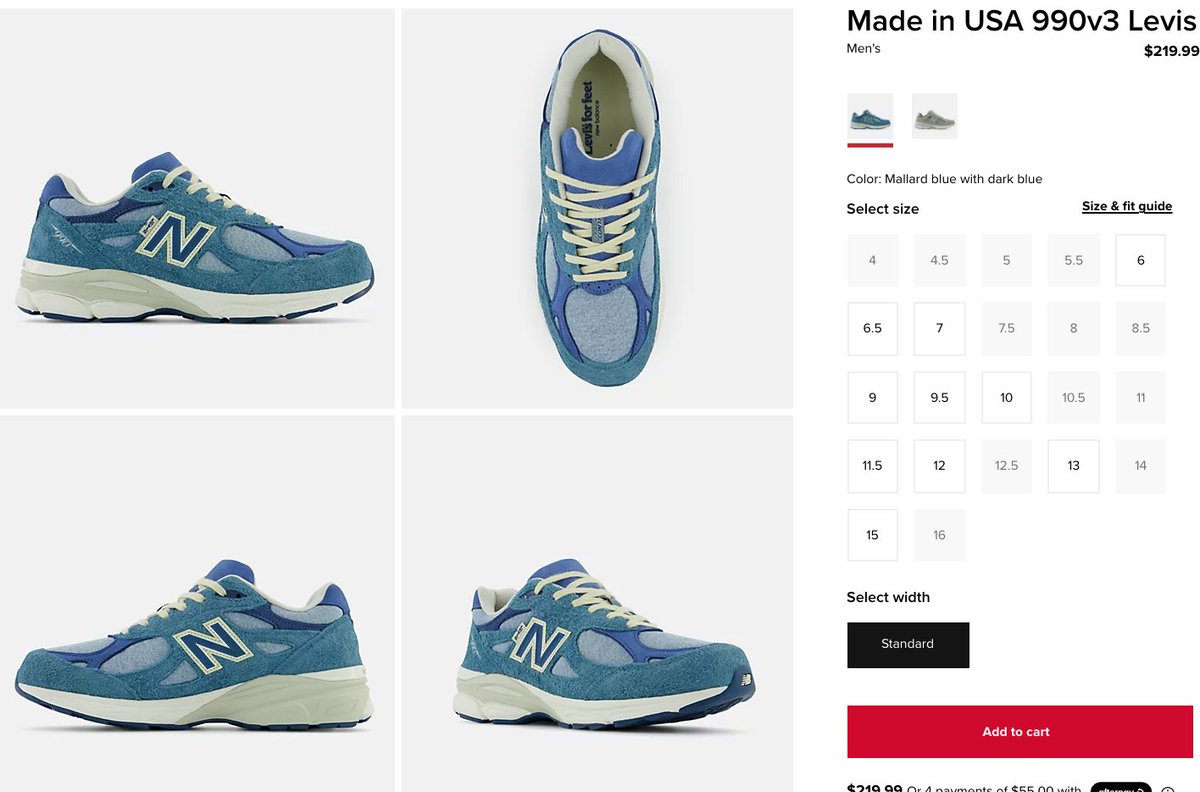 Levi's for feet
new balance
990
N
N
N
NB
Made in USA 990v3 Levis
Men's
$219.99
Color: Mallard blue with dark blue
Select size
Size & fit guide
4 4.5 5 5.5 6
6.5 7 7.5 8 8.5
9 9.5 10 10.5 11
11.5 12 12.5 13 14
15 16
Select width
Standard
Add to cart
$219.99 Or 4 payments of $55.00 with afterpay